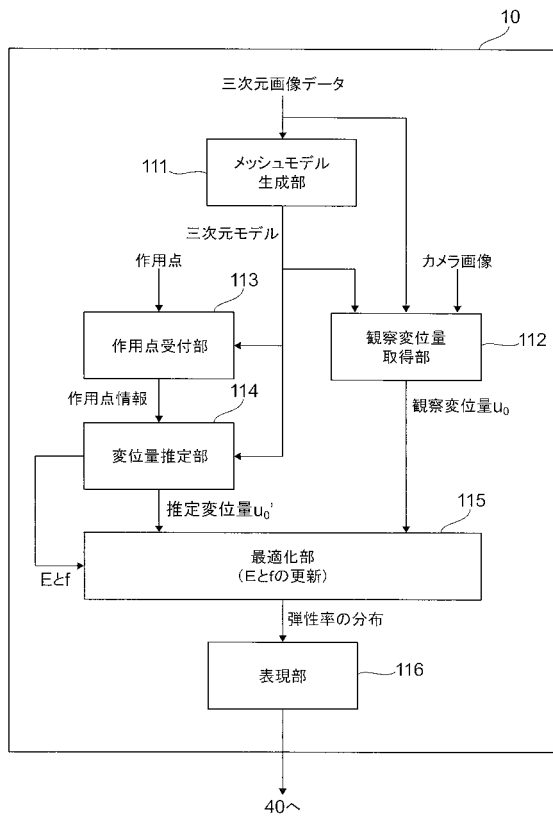 10
三次元画像データ
111
メッシュモデル
生成部
三次元モデル
作用点
カメラ画像
113
作用点受付部
観察変位量
取得部
112
作用点情報
114
観察変位量u₀
変位量推定部
推定変位量u₀'
115
Eとf
最適化部
(Eとfの更新)
弾性率の分布
表現部
116
40へ